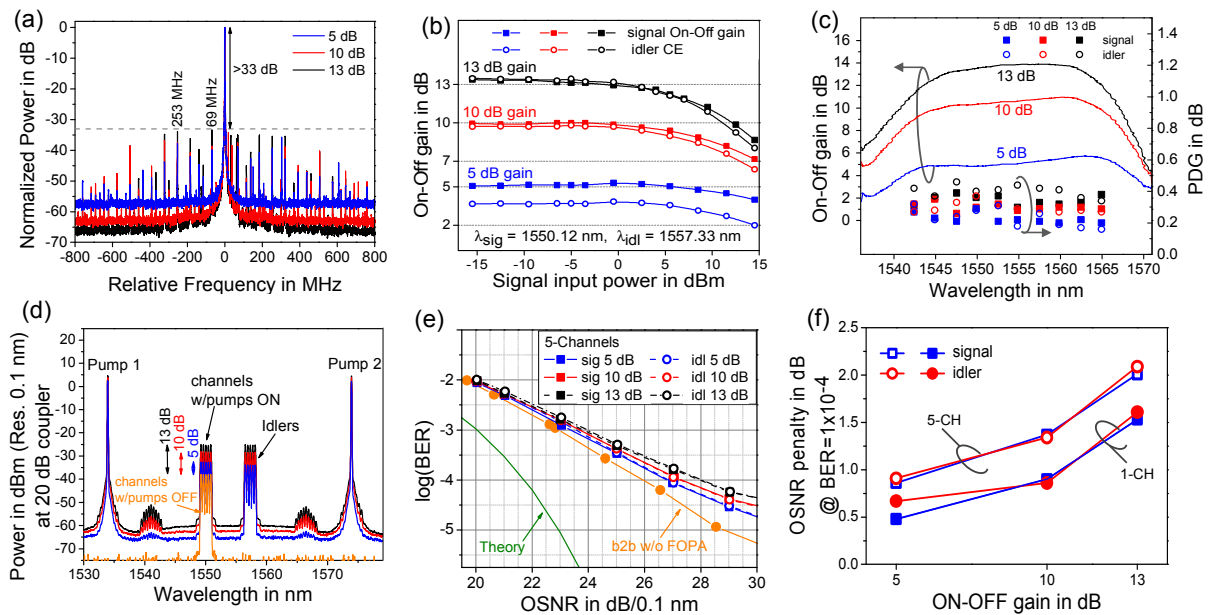 (a)
Normalized Power in dB
0
-10
-20
-30
-40
-50
-60
-70
5 dB
10 dB
13 dB
>33 dB
253 MHz
69 MHz
-800 -600 -400 -200 0 200 400 600 800
Relative Frequency in MHz
(b)
On-Off gain in dB
signal On-Off gain
idler CE
13 dB gain
10 dB gain
5 dB gain
13
10
7
5
2
λsig = 1550.12 nm, λidl = 1557.33 nm
-15 -10 -5 0 5 10 15
Signal input power in dBm
(c)
5 dB 10 dB 13 dB
signal
idler
On-Off gain in dB
16
14
12
10
8
6
4
2
0
13 dB
10 dB
5 dB
1.4
1.2
1.0
0.8
0.6
0.4
0.2
0.0
PDG in dB
1540 1545 1550 1555 1560 1565 1570
Wavelength in nm
(d)
Power in dBm (Res. 0.1 nm)
at 20 dB coupler
25
15
5
-5
-15
-25
-35
-45
-55
-65
-75
Pump 1
Pump 2
channels
w/pumps ON
Idlers
13 dB
10 dB
5 dB
channels
w/pumps OFF
1530 1540 1550 1560 1570
Wavelength in nm
(e)
log(BER)
-2
-3
-4
-5
5-Channels
sig 5 dB idl 5 dB
sig 10 dB idl 10 dB
sig 13 dB idl 13 dB
Theory
b2b w/o FOPA
20 22 24 26 28 30
OSNR in dB/0.1 nm
(f)
OSNR penalty in dB
@ BER=1x10-4
2.5
2.0
1.5
1.0
0.5
0.0
signal
idler
5-CH
1-CH
5 10 13
ON-OFF gain in dB